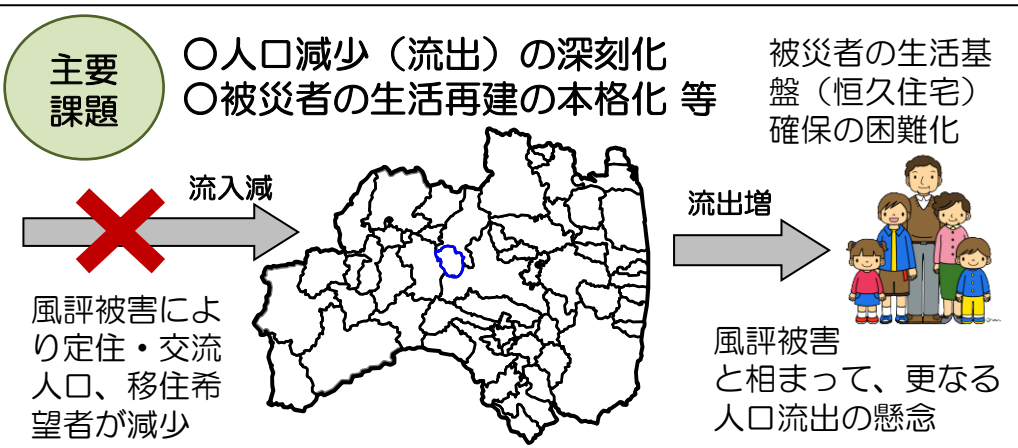 主要
課題
〇人口減少（流出）の深刻化
〇被災者の生活再建の本格化 等
被災者の生活基
盤（恒久住宅）
確保の困難化
流入減
流出増
風評被害によ
り定住・交流
人口、移住希
望者が減少
風評被害
と相まって、更なる
人口流出の懸念